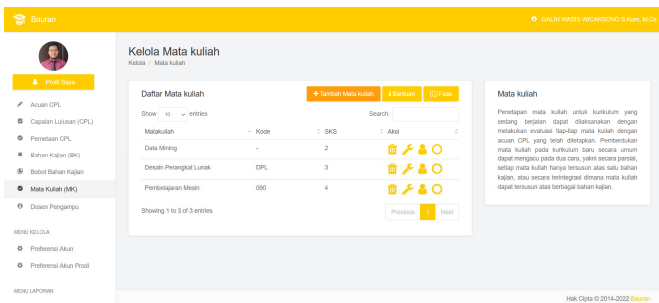 Bauran
GALIH WASIS WICAKSONO S.Kom. M.Cs
Profil Saya
Acuan CPL
Capaian Lulusan (CPL)
Pemetaan CPL
Bahan Kajian (BK)
Bobot Bahan Kajian
Mata Kuliah (MK)
Dosen Pengampu
MENU KELOLA
Preferensi Akun
Preferensi Akun Prodi
MENU LAPORAN
Kelola Mata kuliah
Kelola / Mata kuliah
Daftar Mata kuliah
+ Tambah Mata kuliah
Bantuan
Filter
Show 10 entries
Search:
Matakuliah Kode SKS Aksi
Data Mining - 2
Desain Perangkat Lunak DPL 3
Pembelajaran Mesin 090 4
Showing 1 to 3 of 3 entries
Previous 1 Next
Mata kuliah
Penetapan mata kuliah untuk kurikulum yang
sedang berjalan dapat dilaksanakan dengan
melakukan evaluasi tiap-tiap mata kuliah dengan
acuan CPL yang telah ditetapkan, Pembentukan
mata kuliah pada kurikulum baru secara umum
dapat mengacu pada dua cara, yakni secara parsial,
setiap mata kuliah hanya tersusun atas satu bahan
kajian, atau secara terintegrasi dimana mata kuliah
dapat tersusun atas berbagai bahan kajian.
Hak Cipta © 2014-2022 Bauran